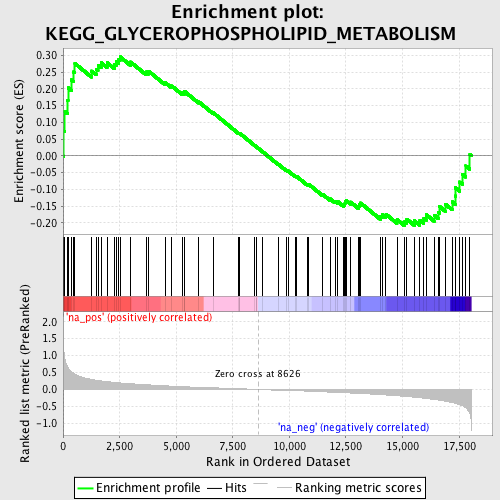 Enrichment plot:
KEGG_GLYCEROPHOSPHOLIPID_METABOLISM
Enrichment score (ES)
0.30
0.25
0.20
0.15
0.10
0.05
0.00
-0.05
-0.10
-0.15
-0.20
'na_pos' (positively correlated)
Ranked list metric (PreRanked)
2.0
1.5
1.0
0.5
0.0
-0.5
-1.0
Zero cross at 8626
'na_neg' (negatively correlated)
0
2,500
5,000
7,500
10,000
12,500
15,000
17,500
Rank in Ordered Dataset
Enrichment profile
Hits
Ranking metric scores